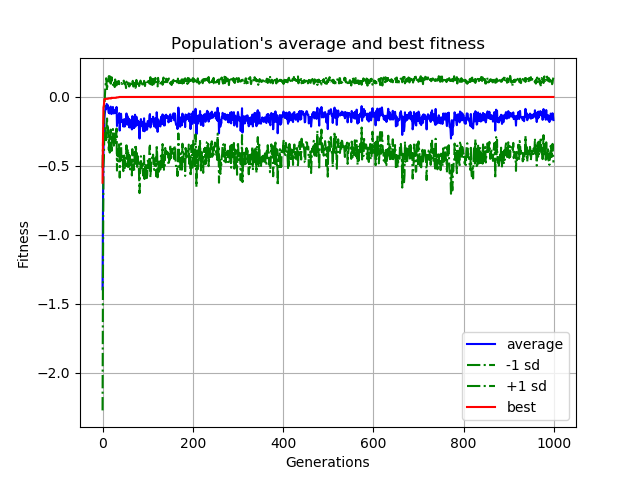 Population's average and best fitness
Fitness
0.0
−0.5
−1.0
−1.5
−2.0
0
200
400
600
800
1000
Generations
average
-1 sd
+1 sd
best